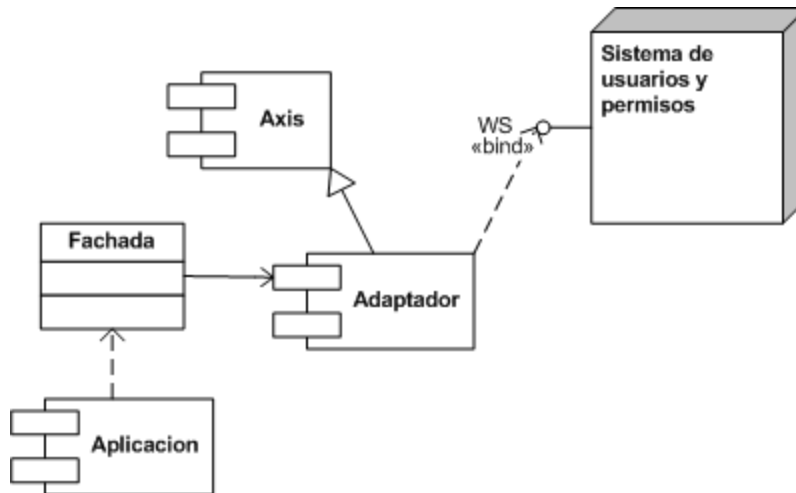 Sistema de
usuarios y
permisos
Axis
WS
«bind»
Fachada
Adaptador
Aplicacion